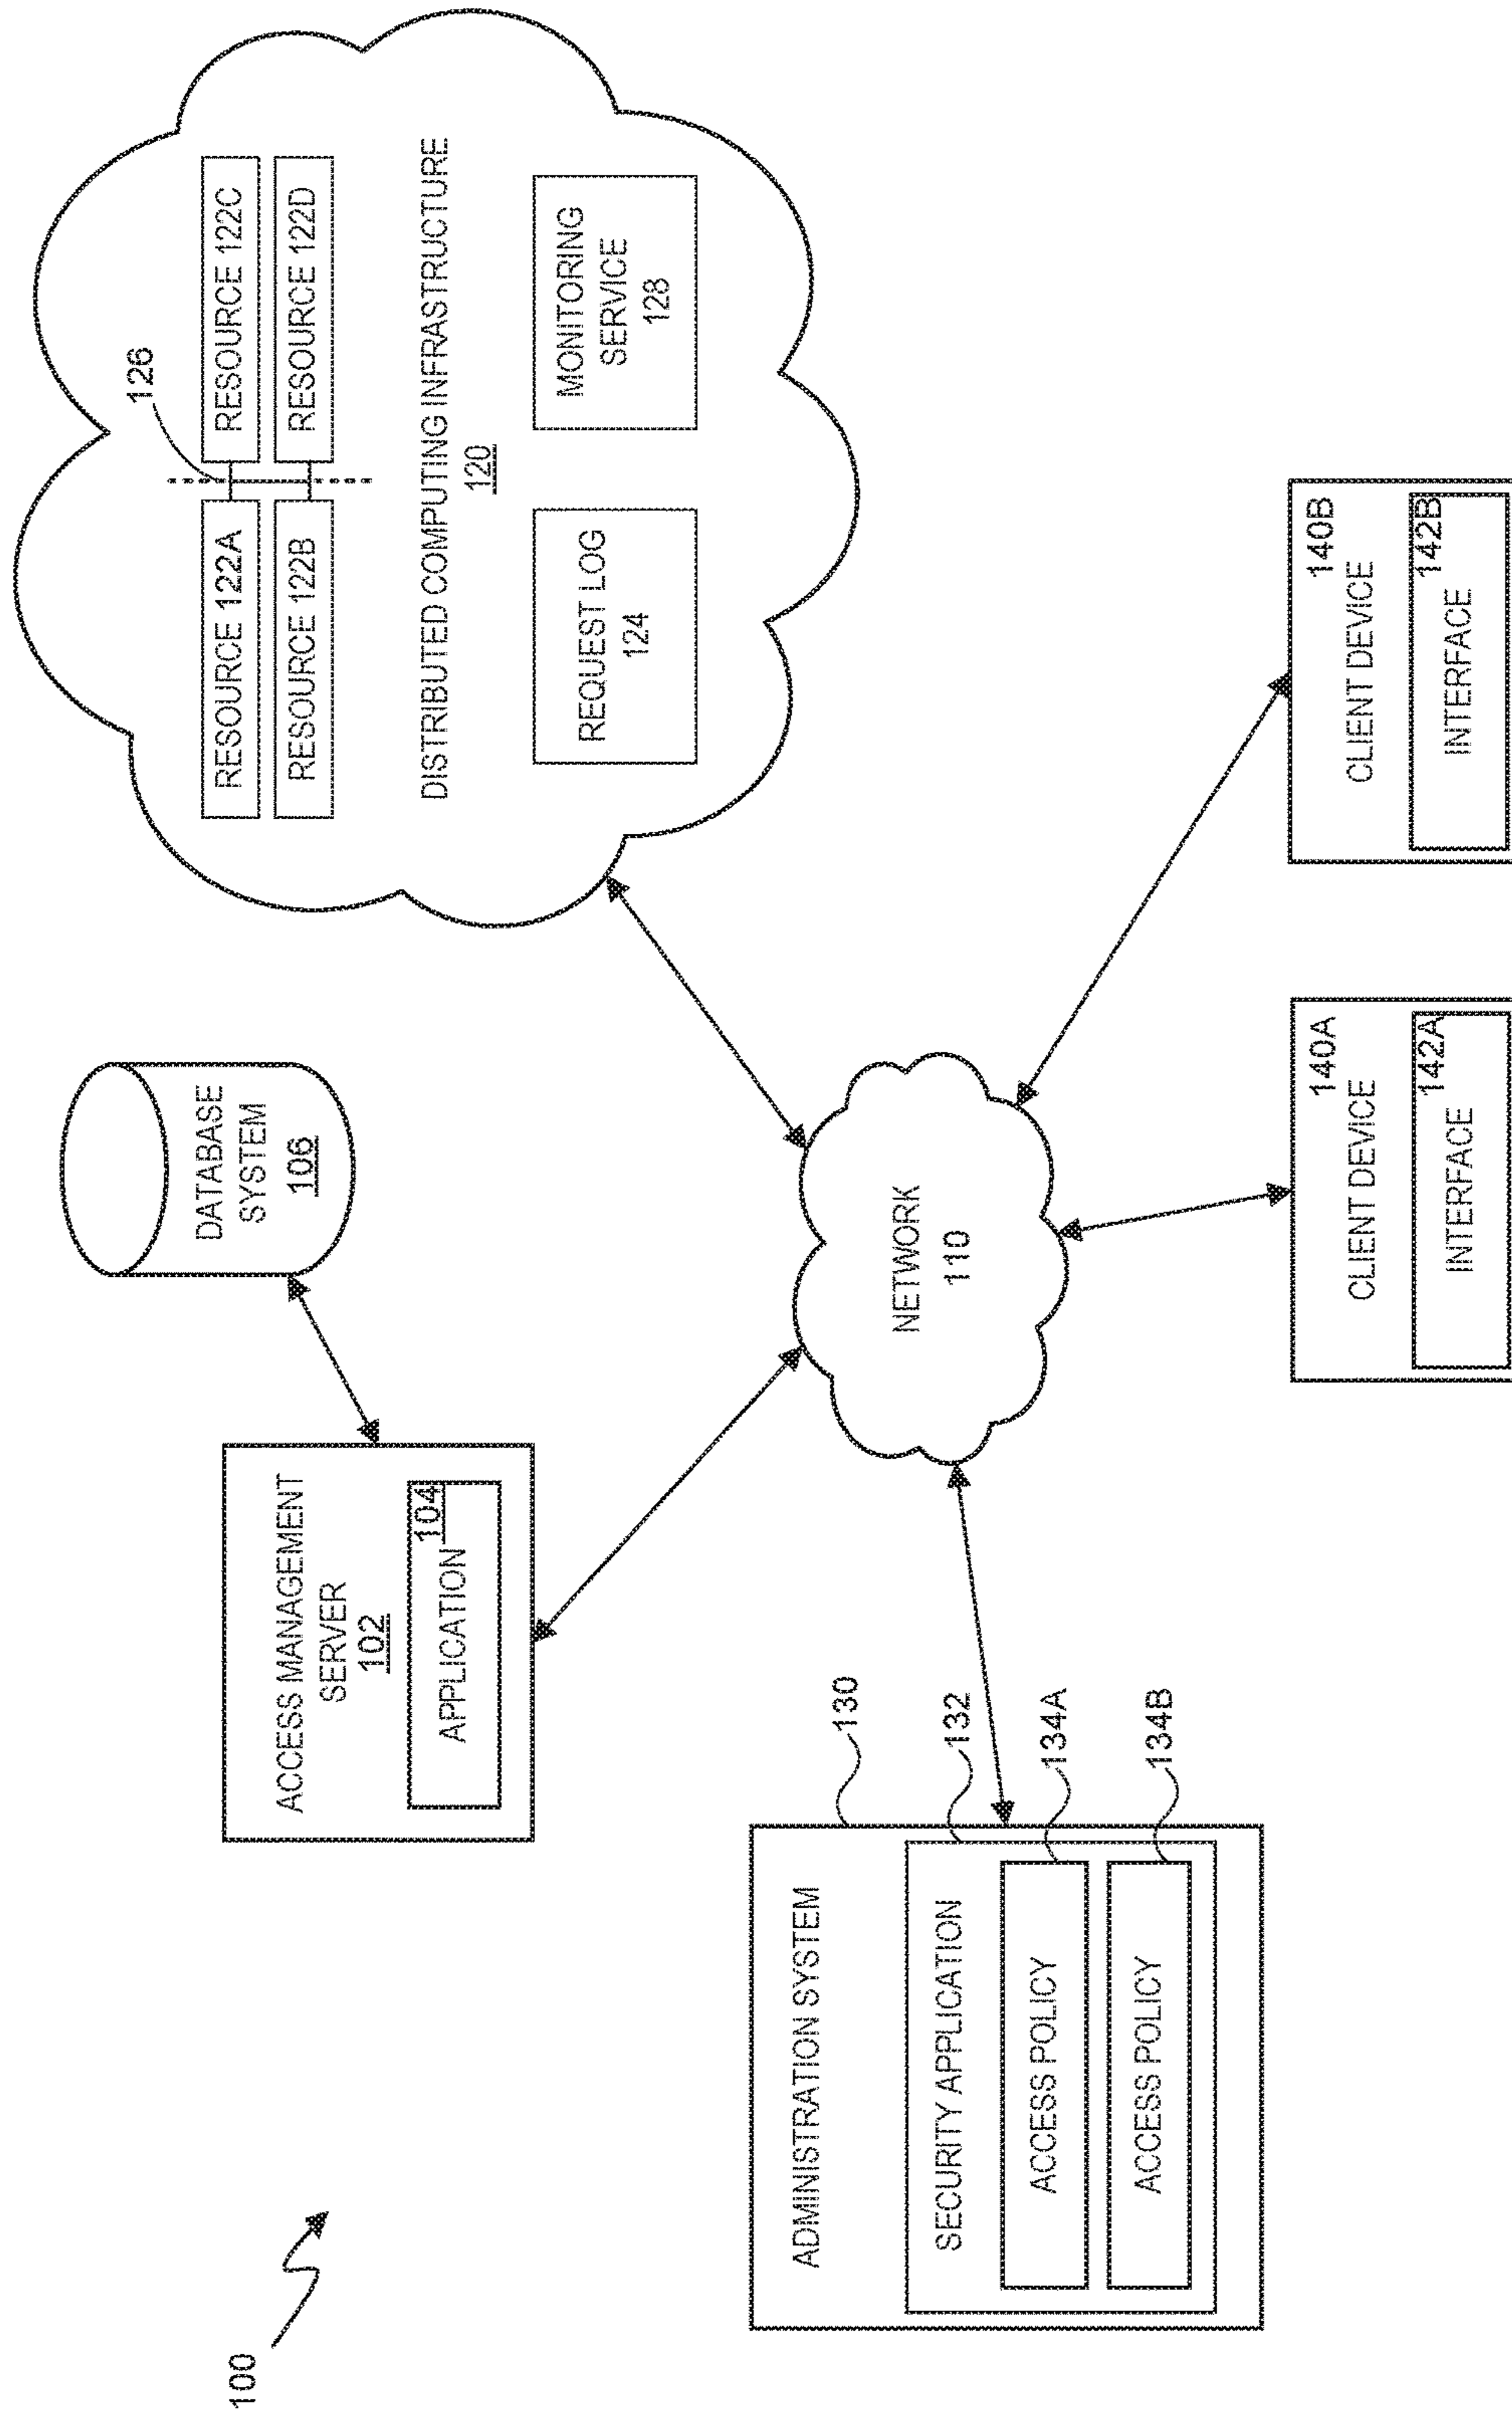 100
ACCESS MANAGEMENT
SERVER
102
APPLICATION
104
DATABASE
SYSTEM
106
126
RESOURCE 122A
RESOURCE 122C
RESOURCE 122B
RESOURCE 122D
DISTRIBUTED COMPUTING INFRASTRUCTURE
120
REQUEST LOG
124
MONITORING
SERVICE
128
NETWORK
110
130
ADMINISTRATION SYSTEM
132
SECURITY APPLICATION
134A
ACCESS POLICY
134B
ACCESS POLICY
140A
CLIENT DEVICE
142A
INTERFACE
140B
CLIENT DEVICE
142B
INTERFACE